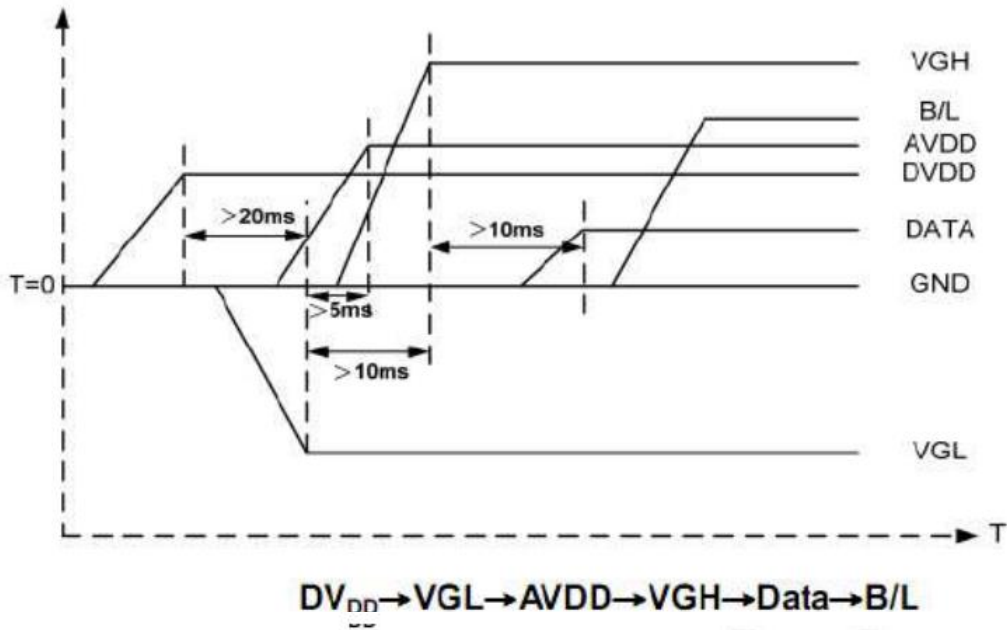 VGH
B/L
AVDD
DVDD
>20ms
>10ms
DATA
T=0
GND
>5ms
>10ms
VGL
T
DVDD→VGL→AVDD→VGH→Data→B/L